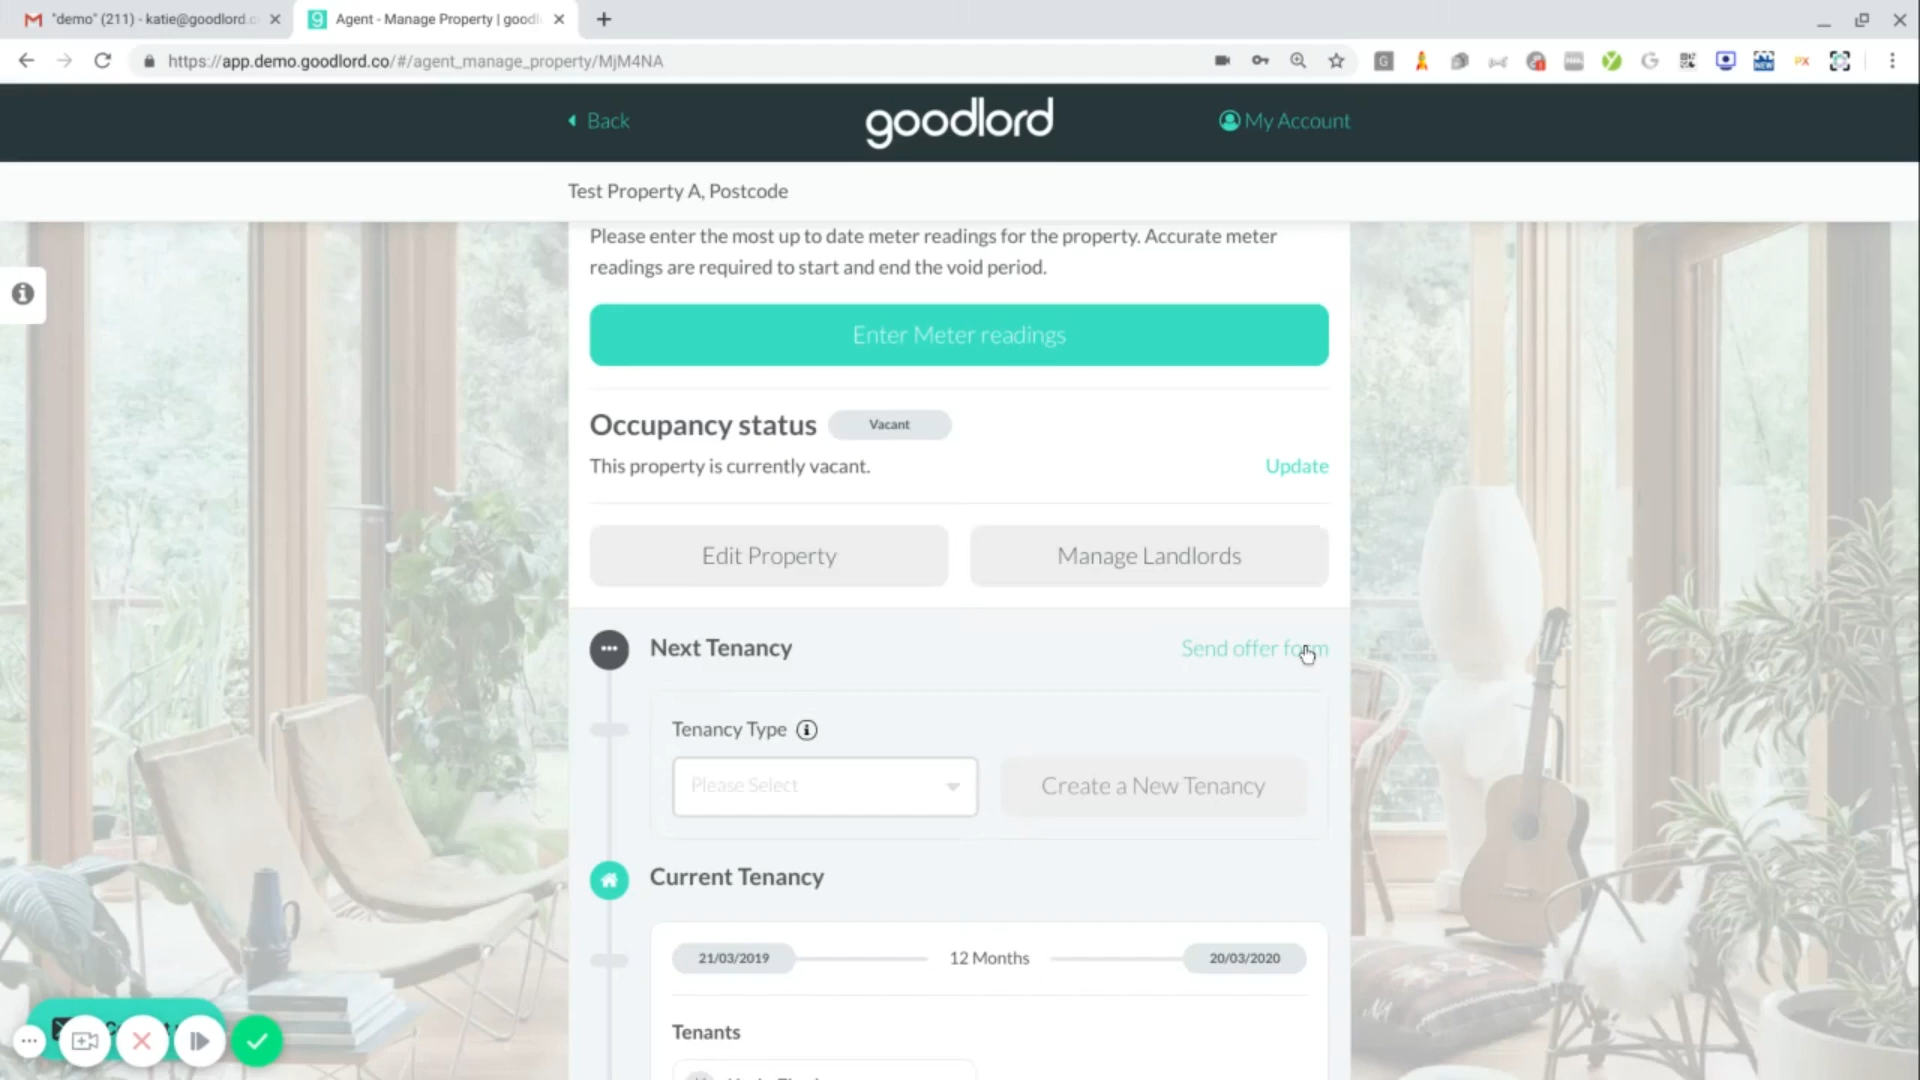 "demo" (211) - katie@goodlord.c
Agent - Manage Property | goodl
https://app.demo.goodlord.co/#/agent_manage_property/MjM4NA
Back
goodlord
My Account
Test Property A, Postcode
Please enter the most up to date meter readings for the property. Accurate meter
readings are required to start and end the void period.
Enter Meter readings
Occupancy status
Vacant
This property is currently vacant.
Update
Edit Property
Manage Landlords
Next Tenancy
Send offer form
Tenancy Type
Please Select
Create a New Tenancy
Current Tenancy
21/03/2019
12 Months
20/03/2020
Tenants